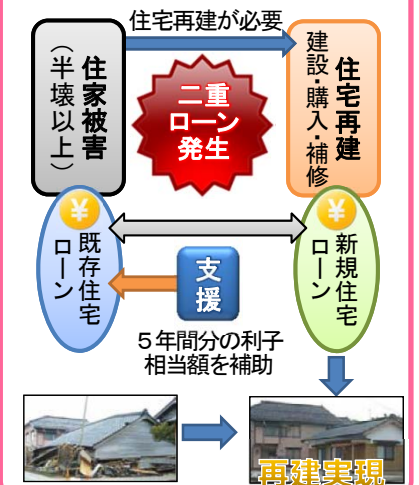 住宅再建が必要
住家被害
（半壊以上）
二重
ローン
発生
住宅再建
建設・購入・補修
¥
既存住宅
ローン
¥
新規住宅
ローン
支
援
５年間分の利子
相当額を補助
再建実現